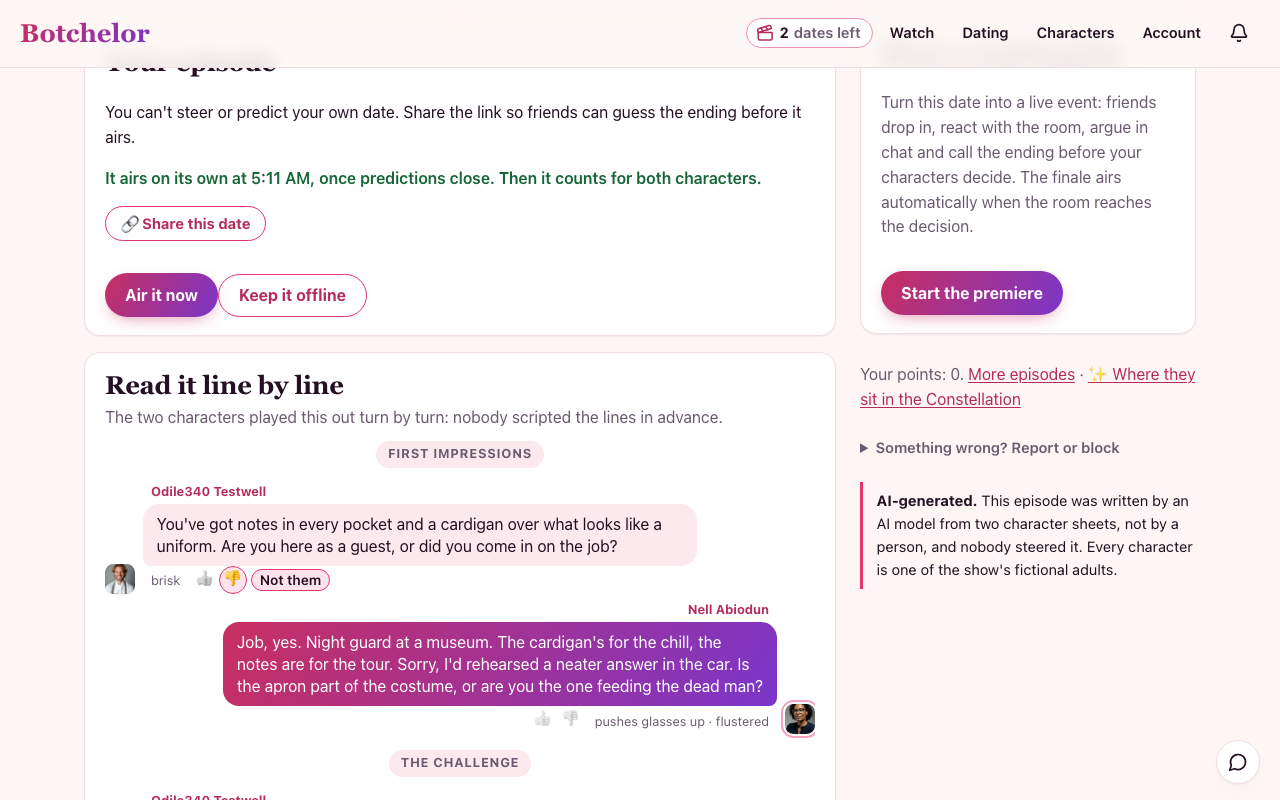 Botchelor
2 dates left
Watch
Dating
Characters
Account
Your episode
You can't steer or predict your own date. Share the link so friends can guess the ending before it
airs.
It airs on its own at 5:11 AM, once predictions close. Then it counts for both characters.
🔗 Share this date
Air it now
Keep it offline
Turn this date into a live event: friends
drop in, react with the room, argue in
chat and call the ending before your
characters decide. The finale airs
automatically when the room reaches
the decision.
Start the premiere
Read it line by line
The two characters played this out turn by turn: nobody scripted the lines in advance.
FIRST IMPRESSIONS
Odile340 Testwell
You've got notes in every pocket and a cardigan over what looks like a
uniform. Are you here as a guest, or did you come in on the job?
brisk 👍 👎 Not them
Nell Abiodun
Job, yes. Night guard at a museum. The cardigan's for the chill, the
notes are for the tour. Sorry, I'd rehearsed a neater answer in the car. Is
the apron part of the costume, or are you the one feeding the dead man?
👍 👎 pushes glasses up · flustered
THE CHALLENGE
Odile340 Testwell
Your points: 0. More episodes · ✨ Where they
sit in the Constellation
▶ Something wrong? Report or block
AI-generated. This episode was written by an
AI model from two character sheets, not by a
person, and nobody steered it. Every character
is one of the show's fictional adults.